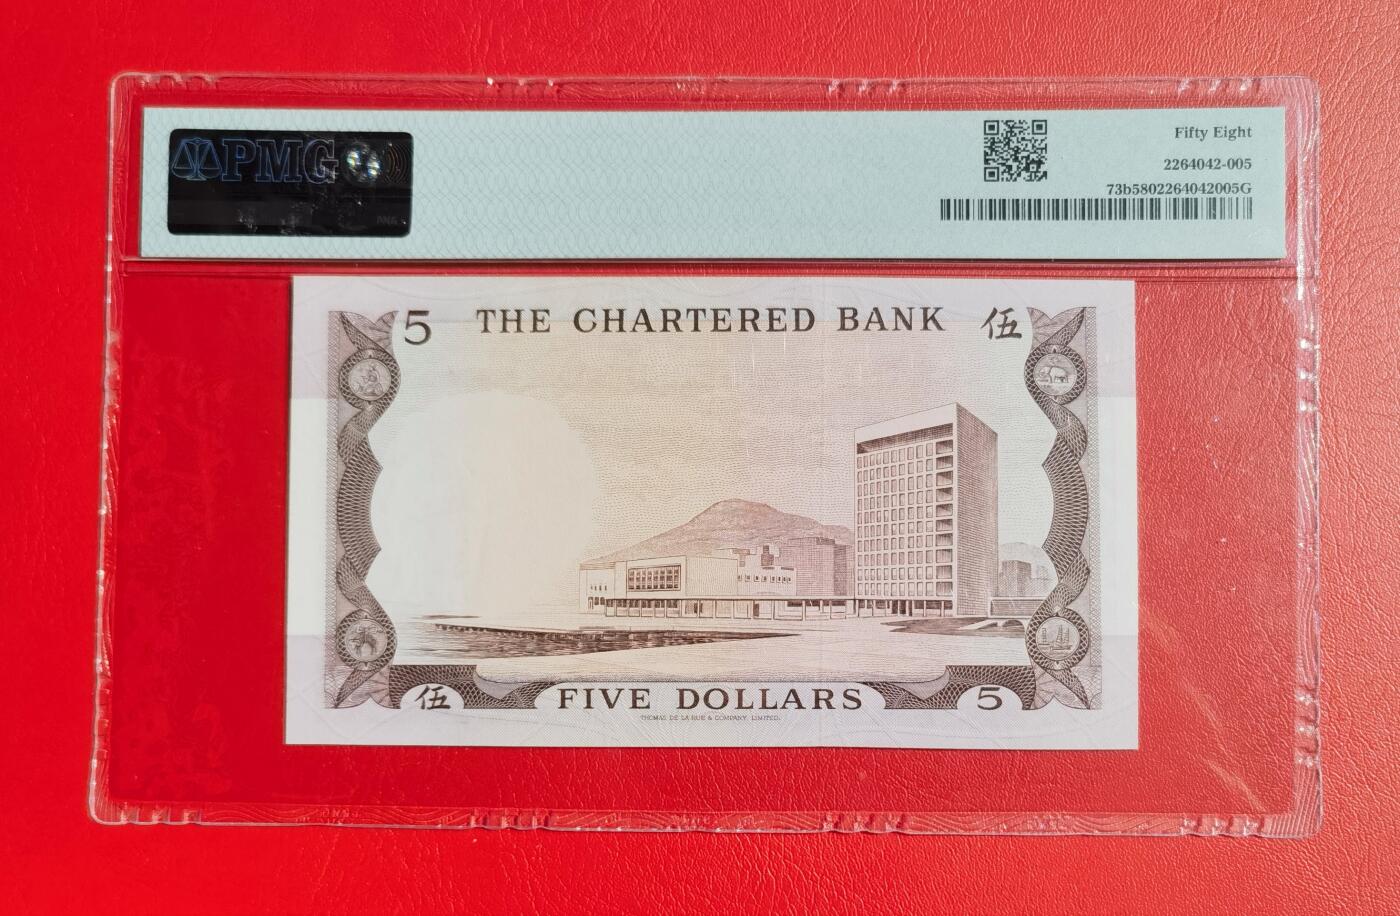 PMG
Fifty Eight
2264042-005
73b5802264042005G
5 THE CHARTERED BANK 伍
伍 FIVE DOLLARS 5
THOMAS DE LA RUE & COMPANY, LIMITED.